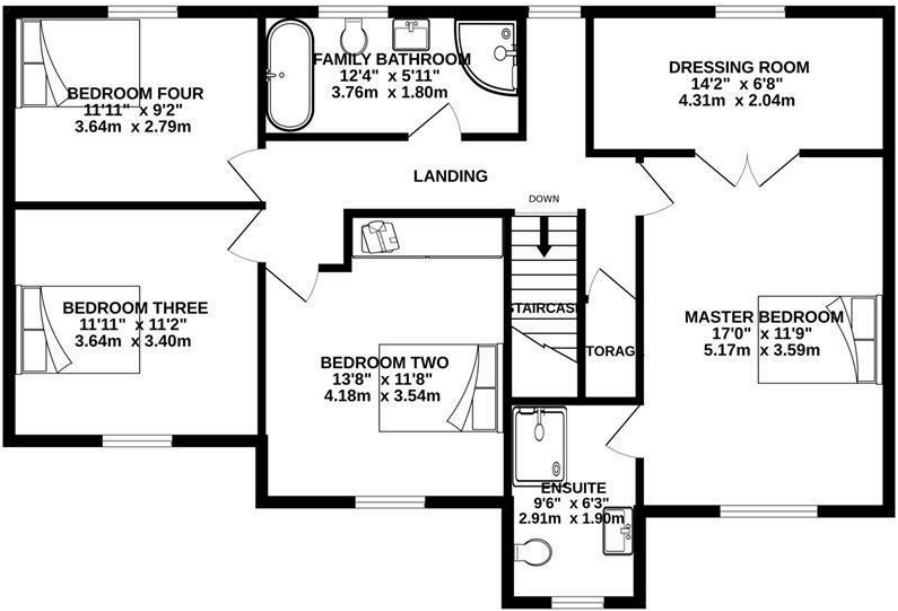 BEDROOM FOUR
11'11" x 9'2"
3.64m x 2.79m
FAMILY BATHROOM
12'4" x 5'11"
3.76m x 1.80m
DRESSING ROOM
14'2" x 6'8"
4.31m x 2.04m
LANDING
DOWN
BEDROOM THREE
11'11" x 11'2"
3.64m x 3.40m
STAIRCASE
TORAG
MASTER BEDROOM
17'0" x 11'9"
5.17m x 3.59m
BEDROOM TWO
13'8" x 11'8"
4.18m x 3.54m
ENSUITE
9'6" x 6'3"
2.91m x 1.90m